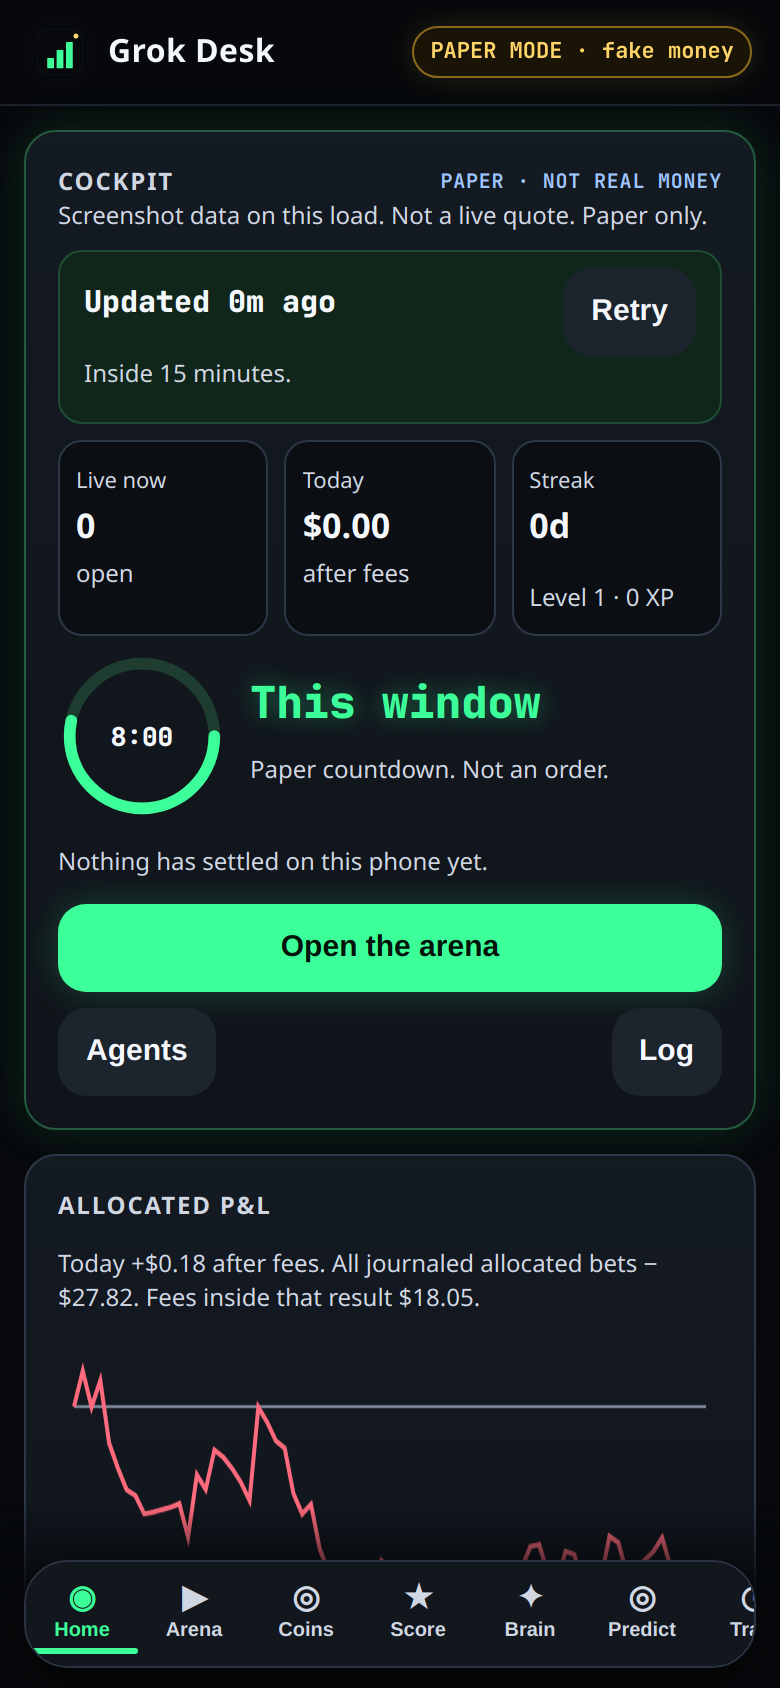 Grok Desk
PAPER MODE · fake money
COCKPIT
PAPER · NOT REAL MONEY
Screenshot data on this load. Not a live quote. Paper only.
Updated 0m ago
Retry
Inside 15 minutes.
Live now
0
open
Today
$0.00
after fees
Streak
0d
Level 1 · 0 XP
8:00
This window
Paper countdown. Not an order.
Nothing has settled on this phone yet.
Open the arena
Agents
Log
ALLOCATED P&L
Today +$0.18 after fees. All journaled allocated bets −
$27.82. Fees inside that result $18.05.
Home
Arena
Coins
Score
Brain
Predict